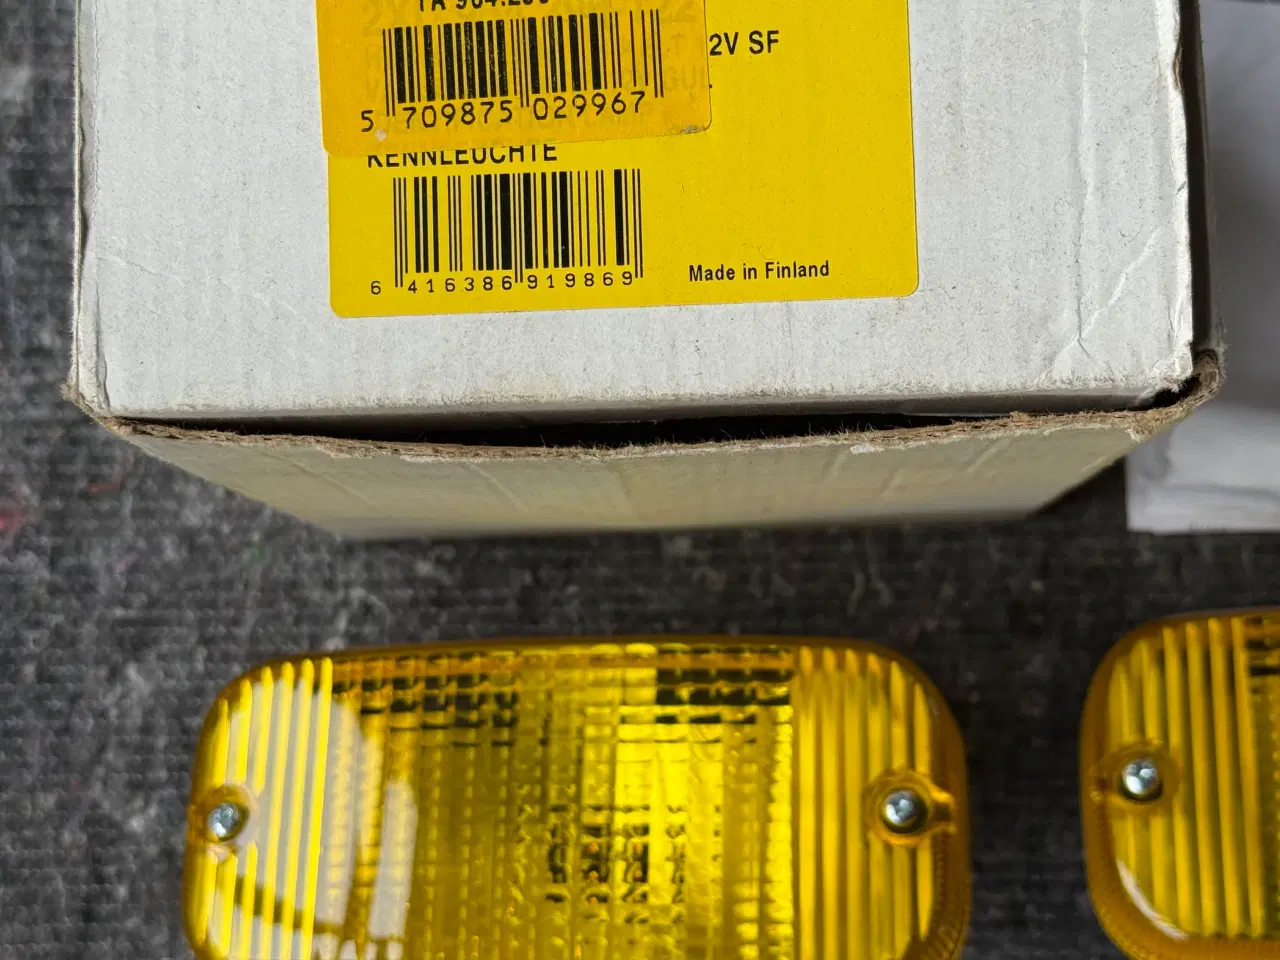 2V SF
5 709875 029967
KENNLEUCHTE
6 416386 919869
Made in Finland